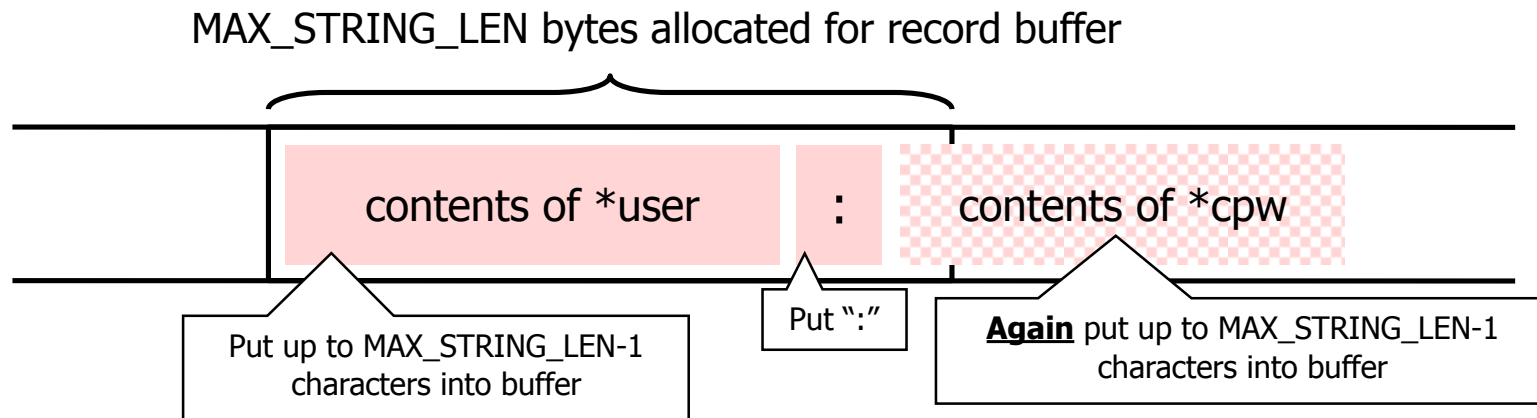 MAX_STRING_LEN bytes allocated for record buffer
contents of *user
:
contents of *cpw
Put up to MAX_STRING_LEN-1
characters into buffer
Put “:”
Again put up to MAX_STRING_LEN-1
characters into buffer